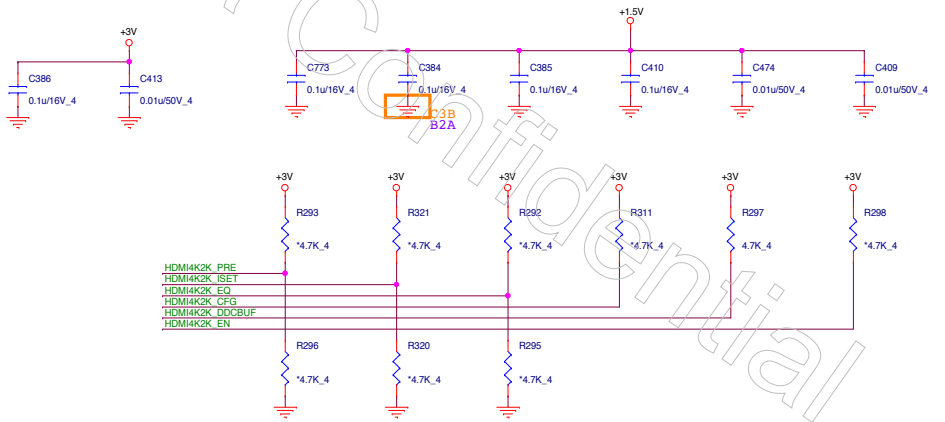 +3V
+1.5V
C386
0.1u/16V_4
C413
0.01u/50V_4
C773
0.1u/16V_4
C384
0.1u/16V_4
C385
0.1u/16V_4
C410
0.1u/16V_4
C474
0.01u/50V_4
C409
0.01u/50V_4
C3B
B2A
+3V
+3V
+3V
+3V
+3V
+3V
R293
*4.7K_4
R321
*4.7K_4
R292
*4.7K_4
R311
*4.7K_4
R297
4.7K_4
R298
*4.7K_4
HDMI4K2K_PRE
HDMI4K2K_ISET
HDMI4K2K_EQ
HDMI4K2K_CFG
HDMI4K2K_DDCBUF
HDMI4K2K_EN
R296
*4.7K_4
R320
*4.7K_4
R295
*4.7K_4
Confidential